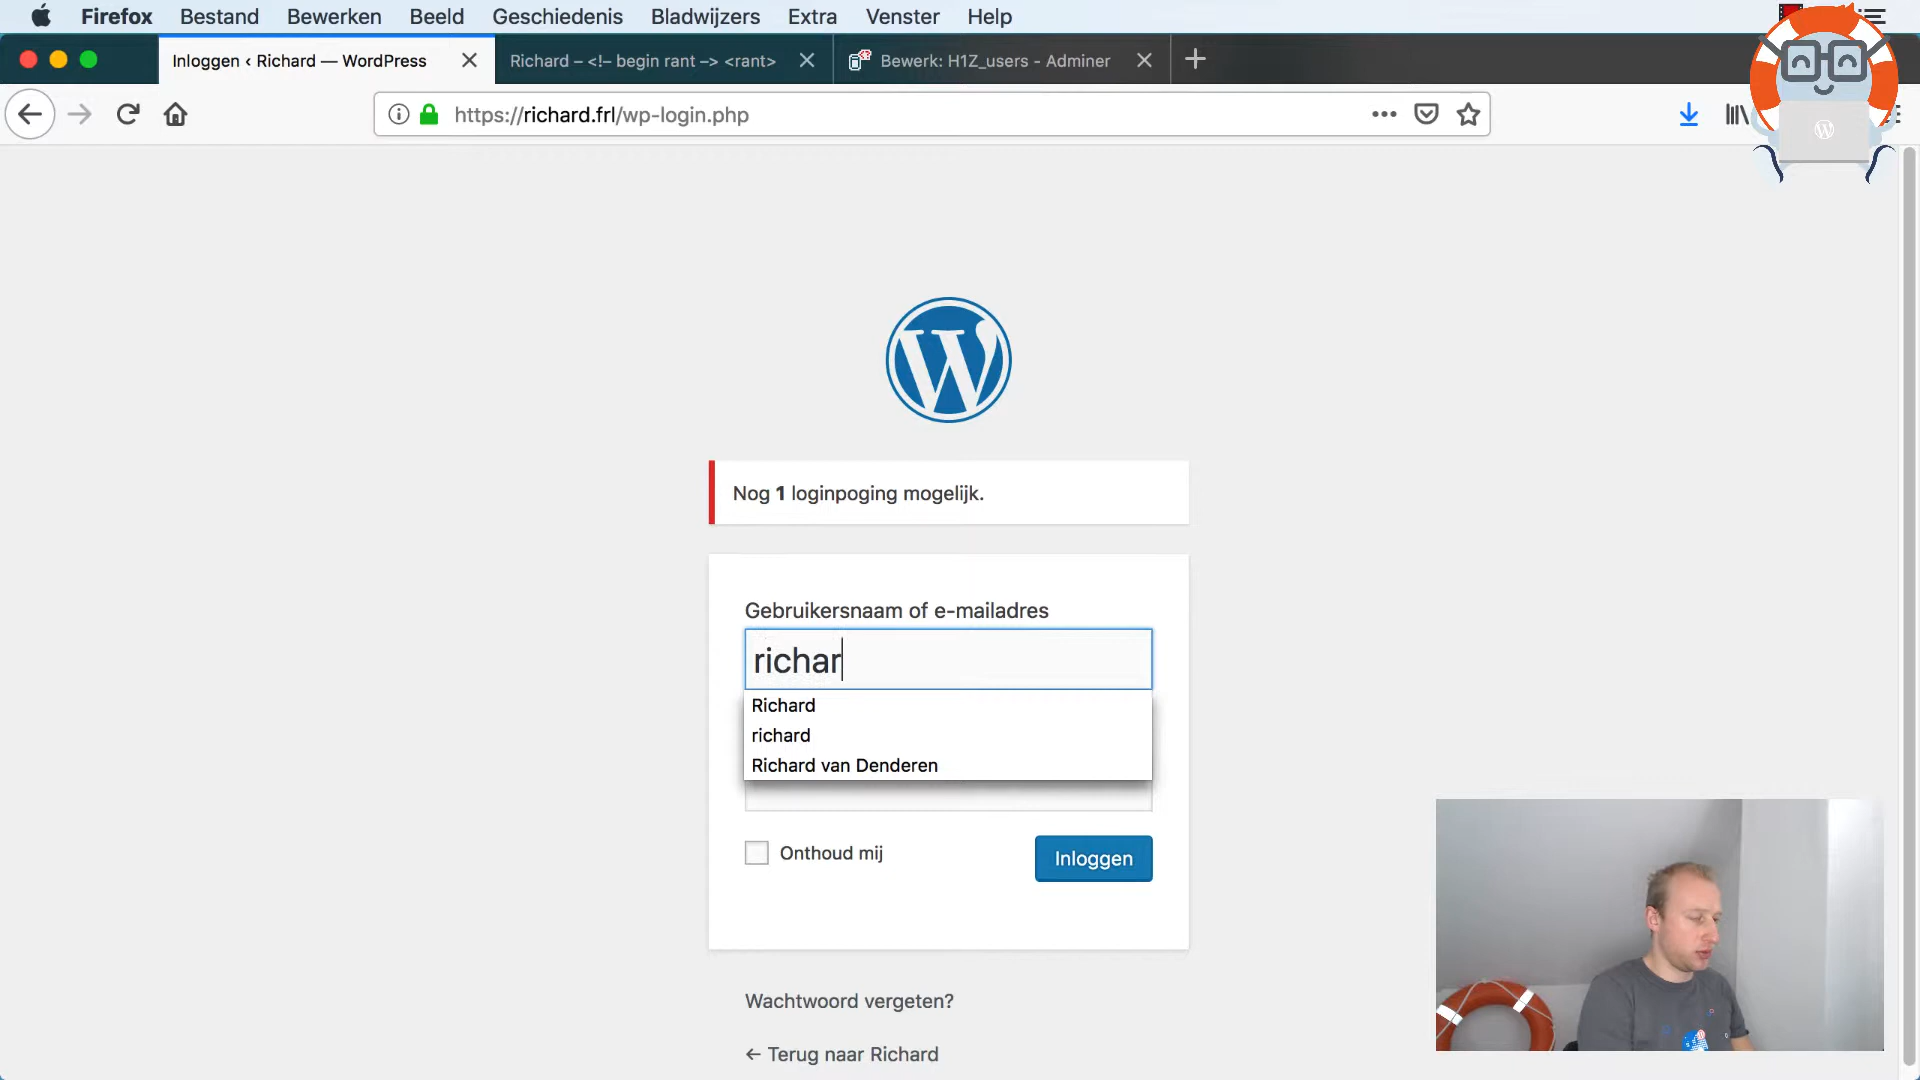 Firefox Bestand Bewerken Beeld Geschiedenis Bladwijzers Extra Venster Help
Inloggen ‹ Richard — WordPress
Richard – <!– begin rant –> <rant>
Bewerk: H1Z_users - Adminer
https://richard.frl/wp-login.php
Nog 1 loginpoging mogelijk.
Gebruikersnaam of e-mailadres
richar
Richard
richard
Richard van Denderen
Onthoud mij
Inloggen
Wachtwoord vergeten?
← Terug naar Richard